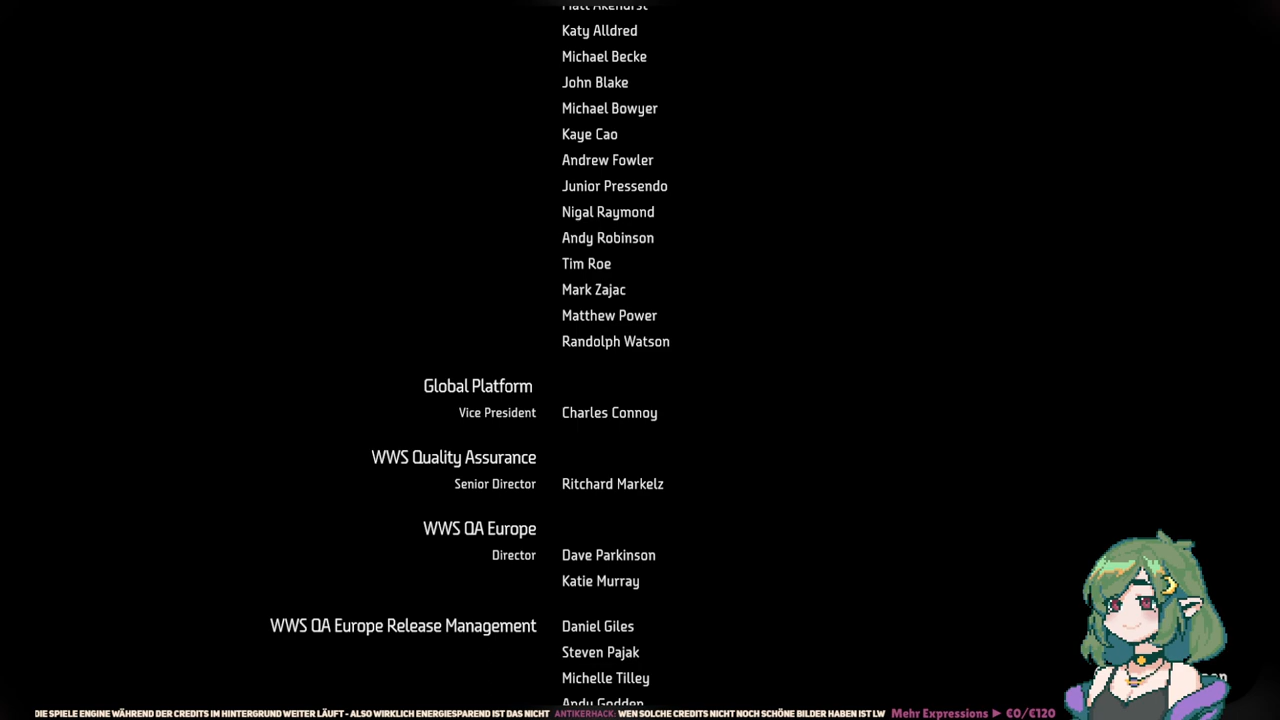 Matt Akehurst
Katy Alldred
Michael Becke
John Blake
Michael Bowyer
Kaye Cao
Andrew Fowler
Junior Pressendo
Nigal Raymond
Andy Robinson
Tim Roe
Mark Zajac
Matthew Power
Randolph Watson
Global Platform
Vice President Charles Connoy
WWS Quality Assurance
Senior Director Ritchard Markelz
WWS QA Europe
Director Dave Parkinson
Katie Murray
WWS QA Europe Release Management Daniel Giles
Steven Pajak
Michelle Tilley
Andy Godden
DIE SPIELE ENGINE WÄHREND DER CREDITS IM HINTERGRUND WEITER LÄUFT - ALSO WIRKLICH ENERGIESPAREND IST DAS NICHT ANTIKERHACK: WEN SOLCHE CREDITS NICHT NOCH SCHÖNE BILDER HABEN IST LW Mehr Expressions ► €0/€120